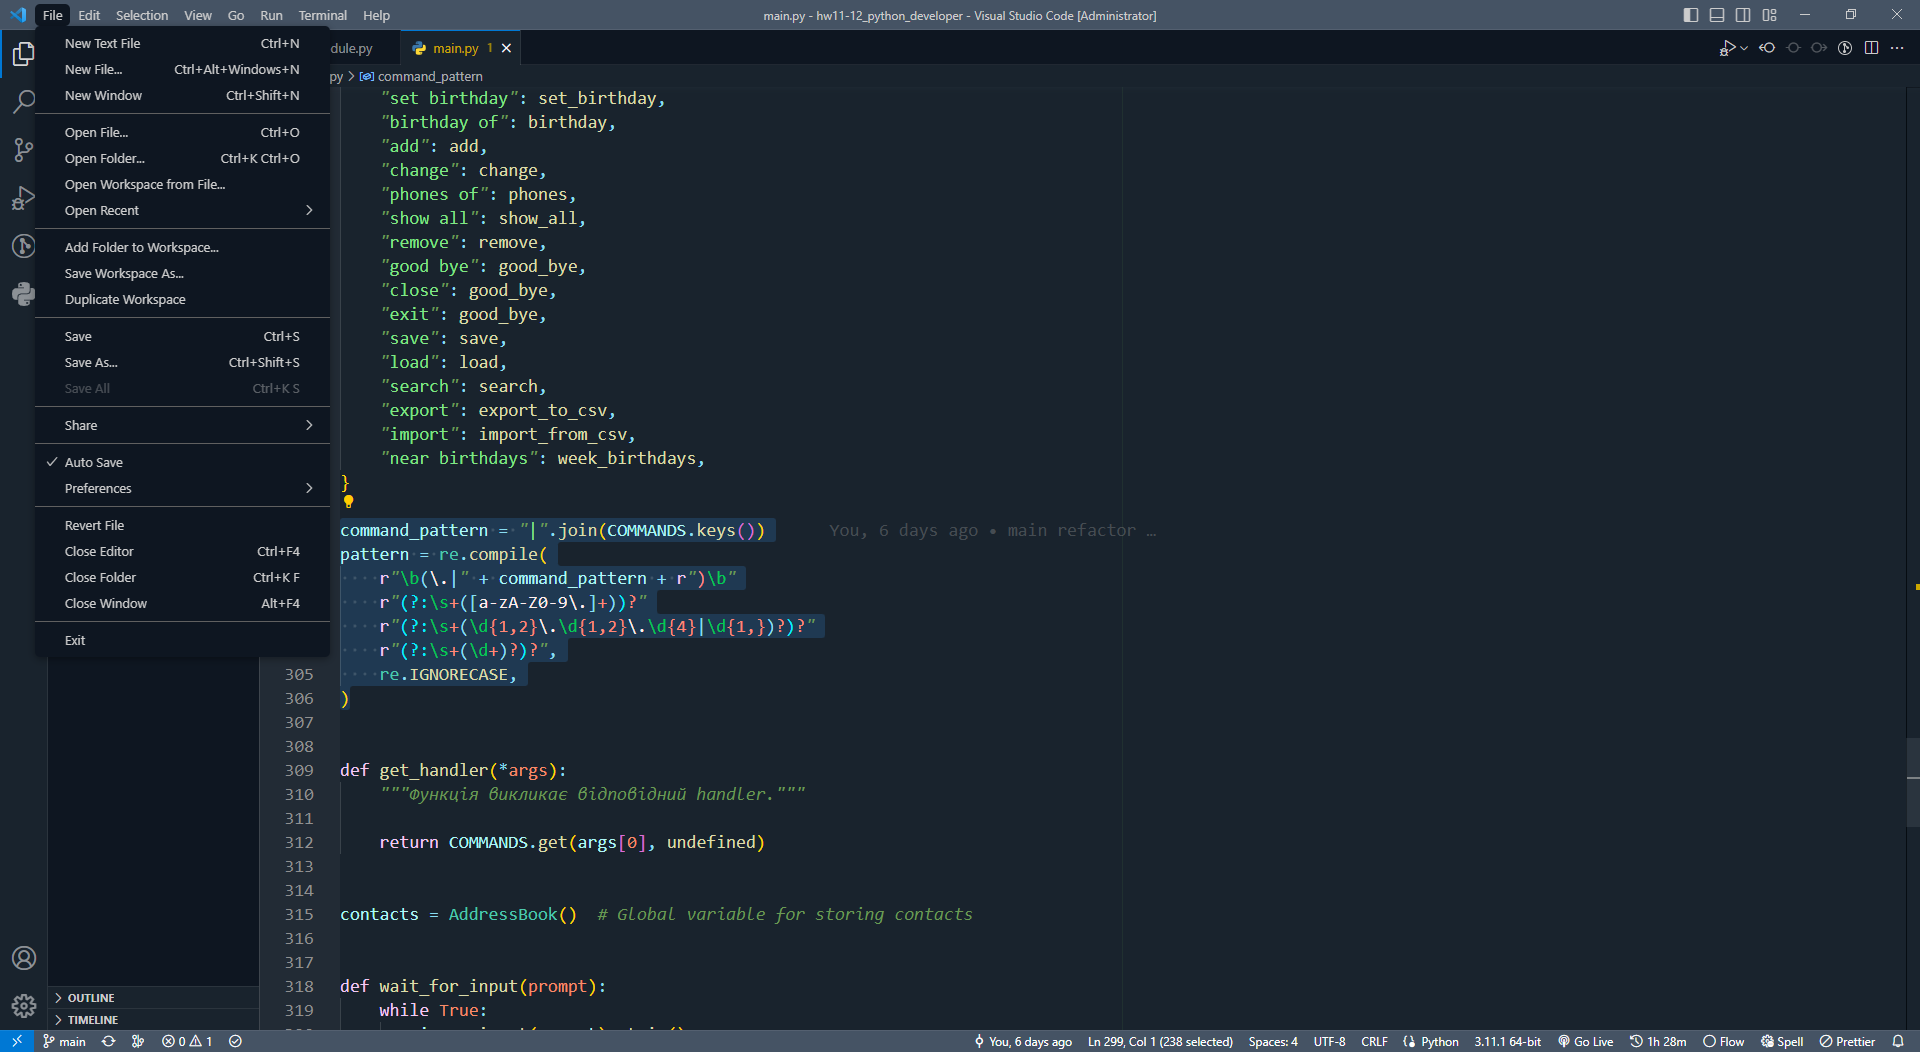 File Edit Selection View Go Run Terminal Help
main.py - hw11-12_python_developer - Visual Studio Code [Administrator]
New Text File Ctrl+N
New File... Ctrl+Alt+Windows+N
New Window Ctrl+Shift+N
Open File... Ctrl+O
Open Folder... Ctrl+K Ctrl+O
Open Workspace from File...
Open Recent
Add Folder to Workspace...
Save Workspace As...
Duplicate Workspace
Save Ctrl+S
Save As... Ctrl+Shift+S
Save All Ctrl+K S
Share
Auto Save
Preferences
Revert File
Close Editor Ctrl+F4
Close Folder Ctrl+K F
Close Window Alt+F4
Exit
dule.py
main.py 1
py > command_pattern
"set birthday": set_birthday,
"birthday of": birthday,
"add": add,
"change": change,
"phones of": phones,
"show all": show_all,
"remove": remove,
"good bye": good_bye,
"close": good_bye,
"exit": good_bye,
"save": save,
"load": load,
"search": search,
"export": export_to_csv,
"import": import_from_csv,
"near birthdays": week_birthdays,
}
command_pattern = "|".join(COMMANDS.keys()) You, 6 days ago • main refactor …
pattern = re.compile(
r"\b(\.|" + command_pattern + r")\b"
r"(?:\s+([a-zA-Z0-9\.]+))?"
r"(?:\s+(\d{1,2}\.\d{1,2}\.\d{4}|\d{1,})?)?"
r"(?:\s+(\d+)?)?",
305 re.IGNORECASE,
306 )
307
308
309 def get_handler(*args):
310 """Функція викликає відповідний handler."""
311
312 return COMMANDS.get(args[0], undefined)
313
314
315 contacts = AddressBook() # Global variable for storing contacts
316
317
318 def wait_for_input(prompt):
319 while True:
OUTLINE
TIMELINE
main 0 1 You, 6 days ago Ln 299, Col 1 (238 selected) Spaces: 4 UTF-8 CRLF Python 3.11.1 64-bit Go Live 1h 28m Flow Spell Prettier